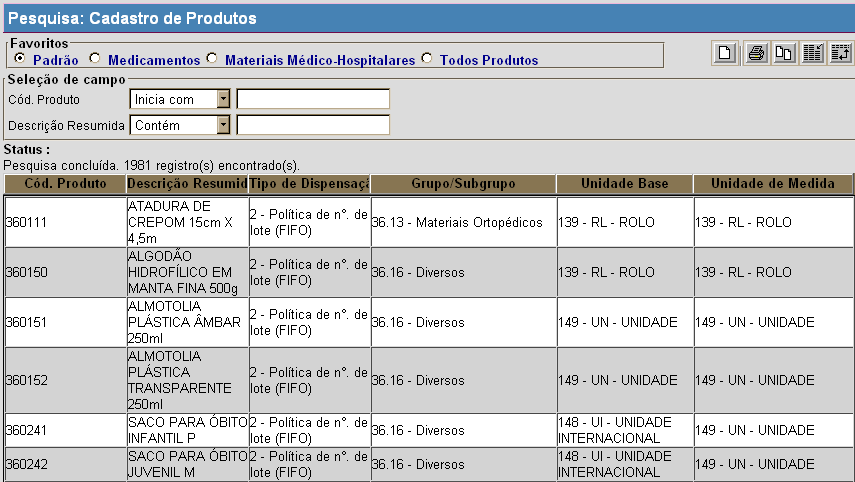 Pesquisa: Cadastro de Produtos
Favoritos
Padrão Medicamentos Materiais Médico-Hospitalares Todos Produtos
Seleção de campo
Cód. Produto Inicia com
Descrição Resumida Contém
Status :
Pesquisa concluída. 1981 registro(s) encontrado(s).
Cód. Produto Descrição Resumid Tipo de Dispensaçã Grupo/Subgrupo Unidade Base Unidade de Medida
360111
ATADURA DE
CREPOM 15cm X
4,5m
2 - Política de n°. de
lote (FIFO)
36.13 - Materiais Ortopédicos
139 - RL - ROLO
139 - RL - ROLO
360150
ALGODÃO
HIDROFÍLICO EM
MANTA FINA 500g
2 - Política de n°. de
lote (FIFO)
36.16 - Diversos
139 - RL - ROLO
139 - RL - ROLO
360151
ALMOTOLIA
PLÁSTICA ÂMBAR
250ml
2 - Política de n°. de
lote (FIFO)
36.16 - Diversos
149 - UN - UNIDADE
149 - UN - UNIDADE
360152
ALMOTOLIA
PLÁSTICA
TRANSPARENTE
250ml
2 - Política de n°. de
lote (FIFO)
36.16 - Diversos
149 - UN - UNIDADE
149 - UN - UNIDADE
360241
SACO PARA ÓBITO
INFANTIL P
2 - Política de n°. de
lote (FIFO)
36.16 - Diversos
148 - UI - UNIDADE
INTERNACIONAL
149 - UN - UNIDADE
360242
SACO PARA ÓBITO
JUVENIL M
2 - Política de n°. de
lote (FIFO)
36.16 - Diversos
148 - UI - UNIDADE
INTERNACIONAL
149 - UN - UNIDADE